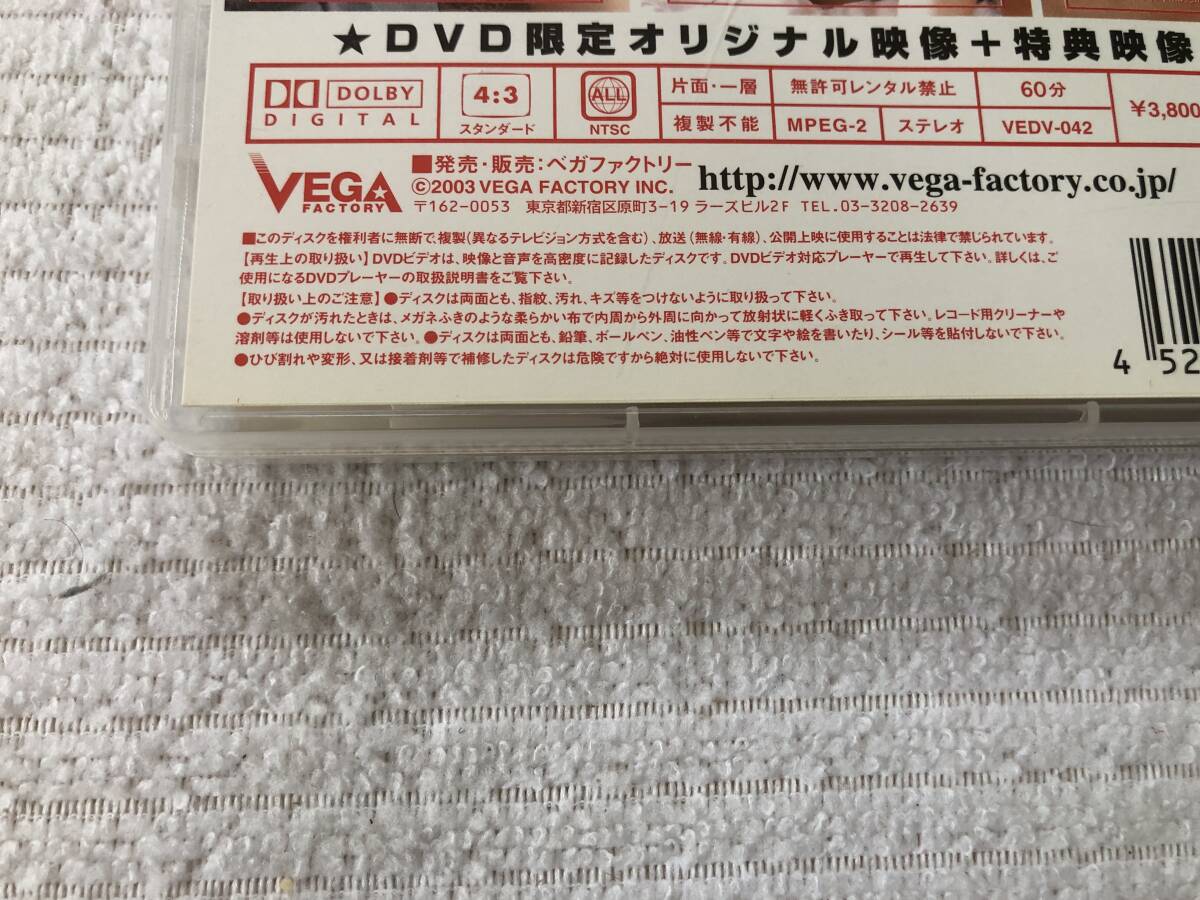 ★DVD限定オリジナル映像+特典映像
DOLBY DIGITAL
4:3 スタンダード
ALL NTSC
片面・一層 無許可レンタル禁止 60分
複製不能 MPEG-2 ステレオ VEDV-042
¥3,800
VEGA FACTORY
■発売・販売:ベガファクトリー
©2003 VEGA FACTORY INC. http://www.vega-factory.co.jp/
〒162-0053 東京都新宿区原町3-19 ラーズビル2F TEL.03-3208-2639
■このディスクを権利者に無断で、複製(異なるテレビジョン方式を含む)、放送(無線・有線)、公開上映に使用することは法律で禁じられています。
【再生上の取り扱い】DVDビデオは、映像と音声を高密度に記録したディスクです。DVDビデオ対応プレーヤーで再生して下さい。詳しくは、ご
使用になるDVDプレーヤーの取扱説明書をご覧下さい。
【取り扱い上のご注意】●ディスクは両面とも、指紋、汚れ、キズ等をつけないように取り扱って下さい。
●ディスクが汚れたときは、メガネふきのような柔らかい布で内周から外周に向かって放射状に軽くふき取って下さい。レコード用クリーナーや
溶剤等は使用しないで下さい。●ディスクは両面とも、鉛筆、ボールペン、油性ペン等で文字や絵を書いたり、シール等を貼付しないで下さい。
●ひび割れや変形、又は接着剤等で補修したディスクは危険ですから絶対に使用しないで下さい。
4 52